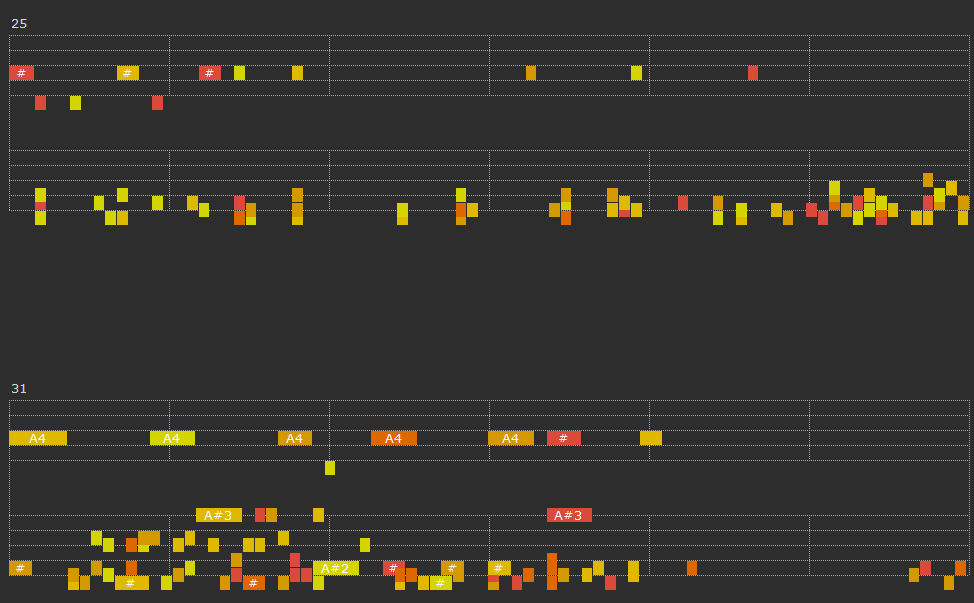 25
# # #
31
A4 A4 A4 A4 A4 #
A#3 A#3
# A#2 # # #
# # #